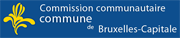 Commission communautaire
commune
de Bruxelles-Capitale